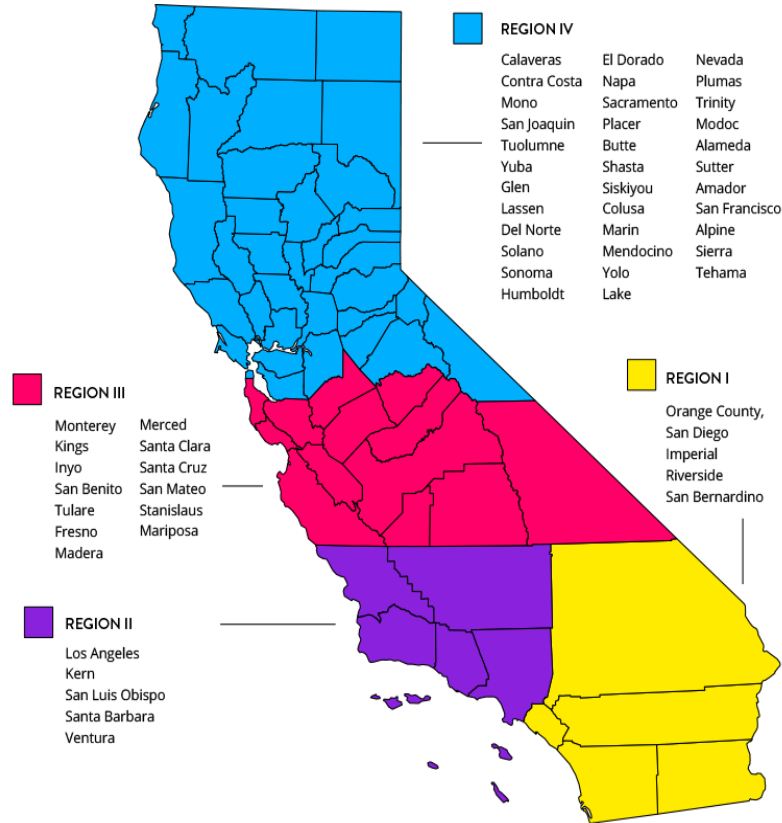 REGION IV
Calaveras El Dorado Nevada
Contra Costa Napa Plumas
Mono Sacramento Trinity
San Joaquin Placer Modoc
Tuolumne Butte Alameda
Yuba Shasta Sutter
Glen Siskiyou Amador
Lassen Colusa San Francisco
Del Norte Marin Alpine
Solano Mendocino Sierra
Sonoma Yolo Tehama
Humboldt Lake
REGION III
Monterey Merced
Kings Santa Clara
Inyo Santa Cruz
San Benito San Mateo
Tulare Stanislaus
Fresno Mariposa
Madera
REGION I
Orange County,
San Diego
Imperial
Riverside
San Bernardino
REGION II
Los Angeles
Kern
San Luis Obispo
Santa Barbara
Ventura